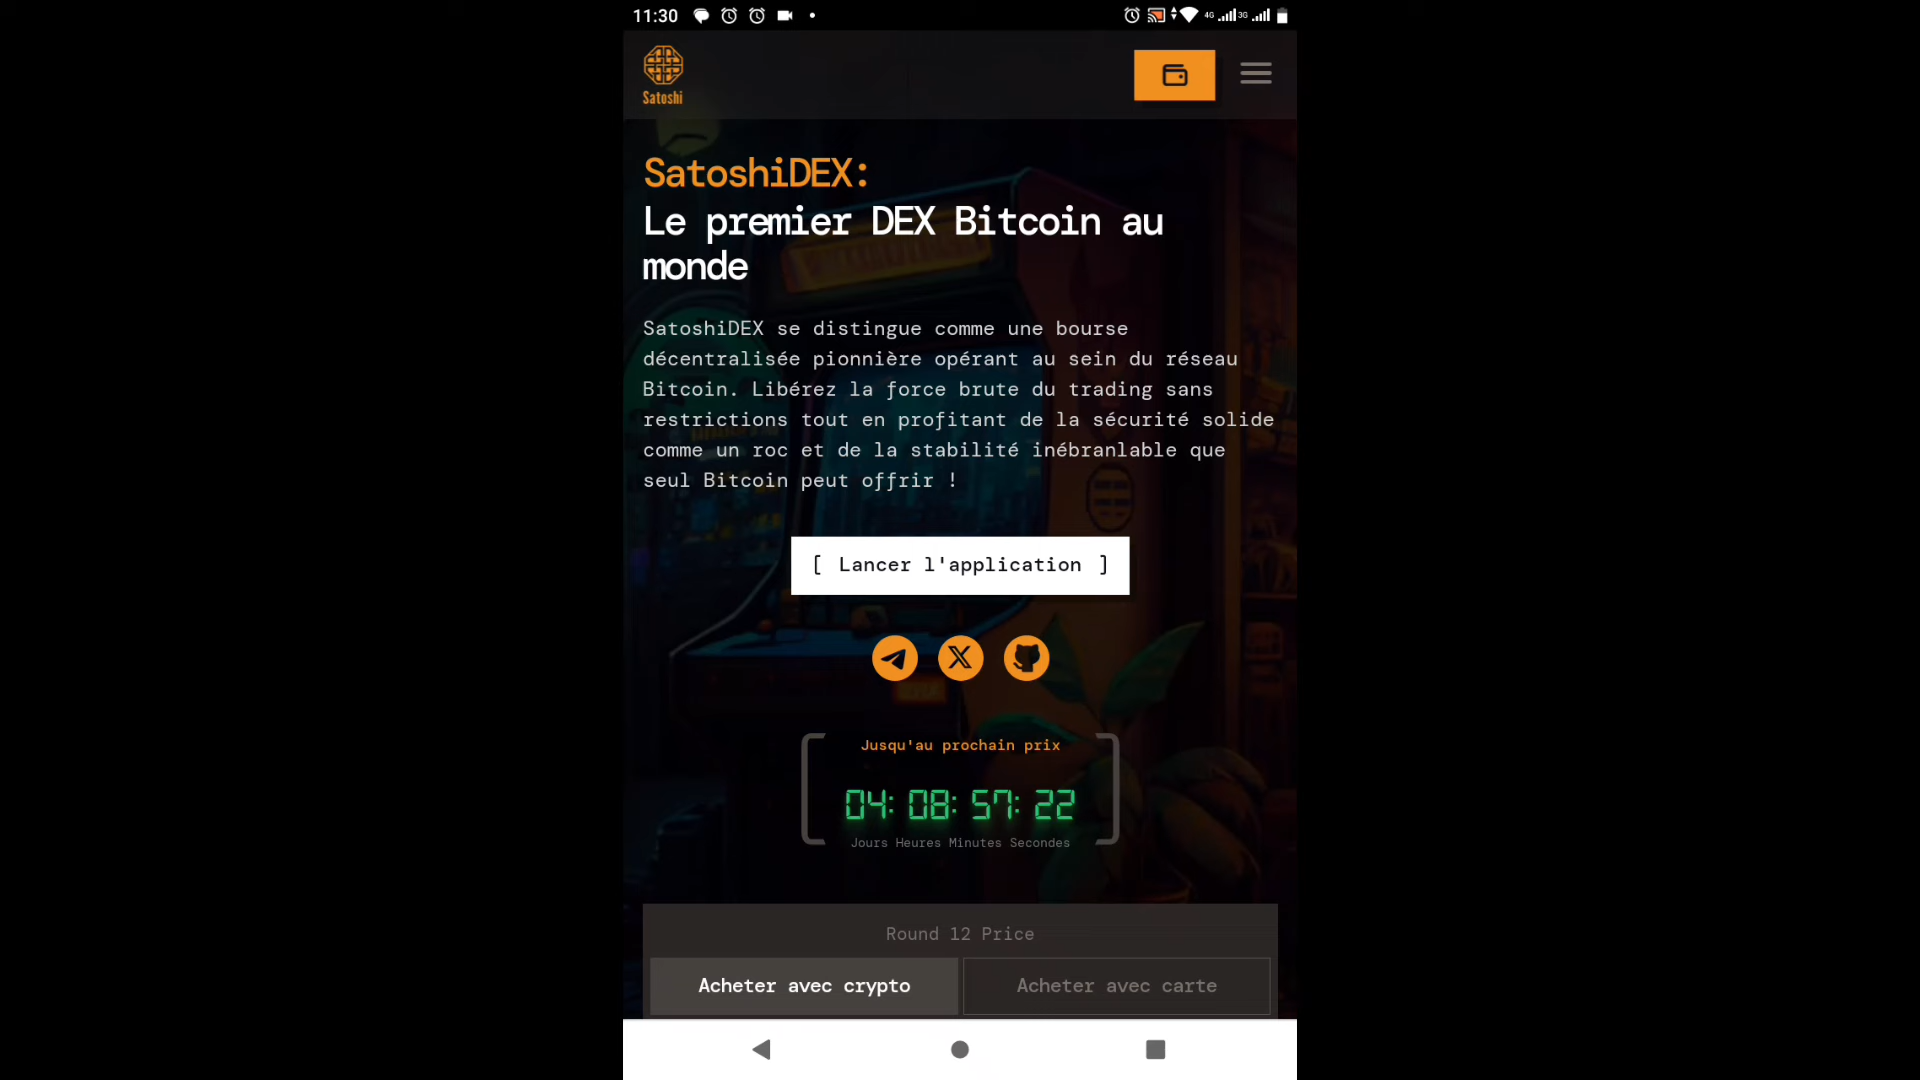 11:30
4G
3G
Satoshi
SatoshiDEX:
Le premier DEX Bitcoin au
monde
SatoshiDEX se distingue comme une bourse
décentralisée pionnière opérant au sein du réseau
Bitcoin. Libérez la force brute du trading sans
restrictions tout en profitant de la sécurité solide
comme un roc et de la stabilité inébranlable que
seul Bitcoin peut offrir !
[ Lancer l'application ]
Jusqu'au prochain prix
04: 08: 57: 22
Jours Heures Minutes Secondes
Round 12 Price
Acheter avec crypto
Acheter avec carte